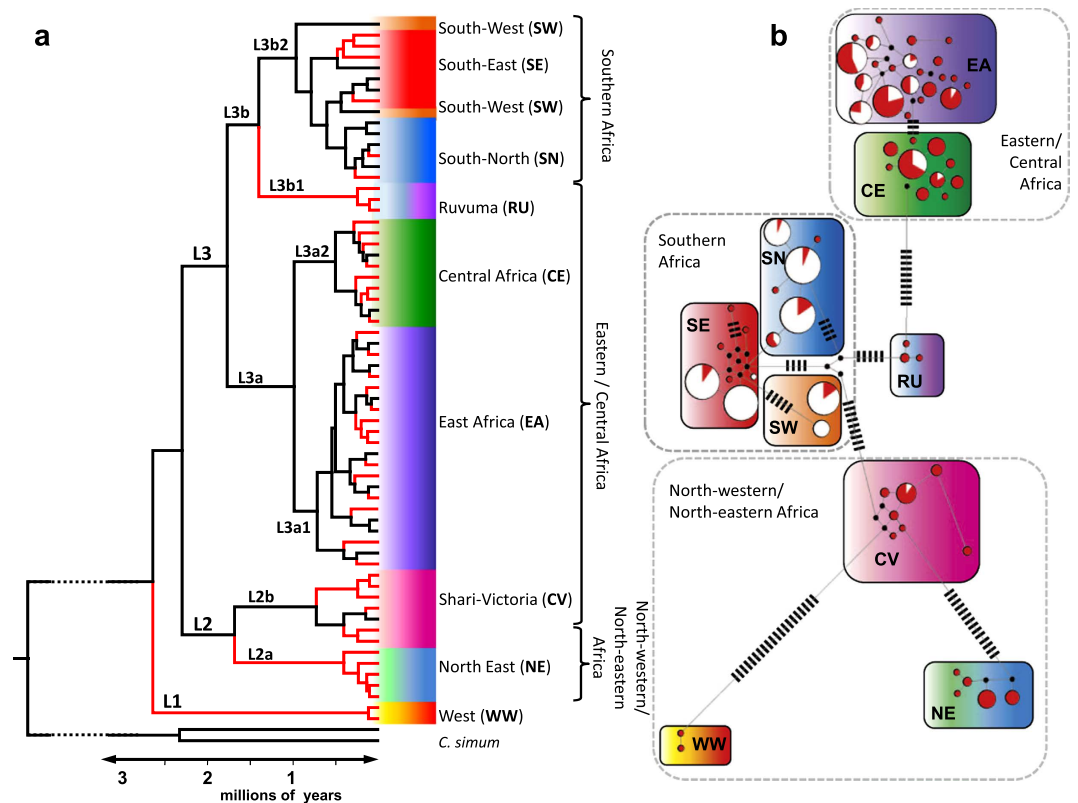 a
L3b2
L3b
L3b1
L3
L3a2
L3a
L3a1
L2b
L2
L2a
L1
South-West (SW)
South-East (SE)
South-West (SW)
South-North (SN)
Ruvuma (RU)
Central Africa (CE)
East Africa (EA)
Shari-Victoria (CV)
North East (NE)
West (WW)
C. simum
Southern Africa
Eastern / Central Africa
North-western/
North-eastern
Africa
3
2
1
millions of years
b
EA
Eastern/
Central
Africa
CE
Southern
Africa
SN
SE
RU
SW
North-western/
North-eastern Africa
CV
NE
WW